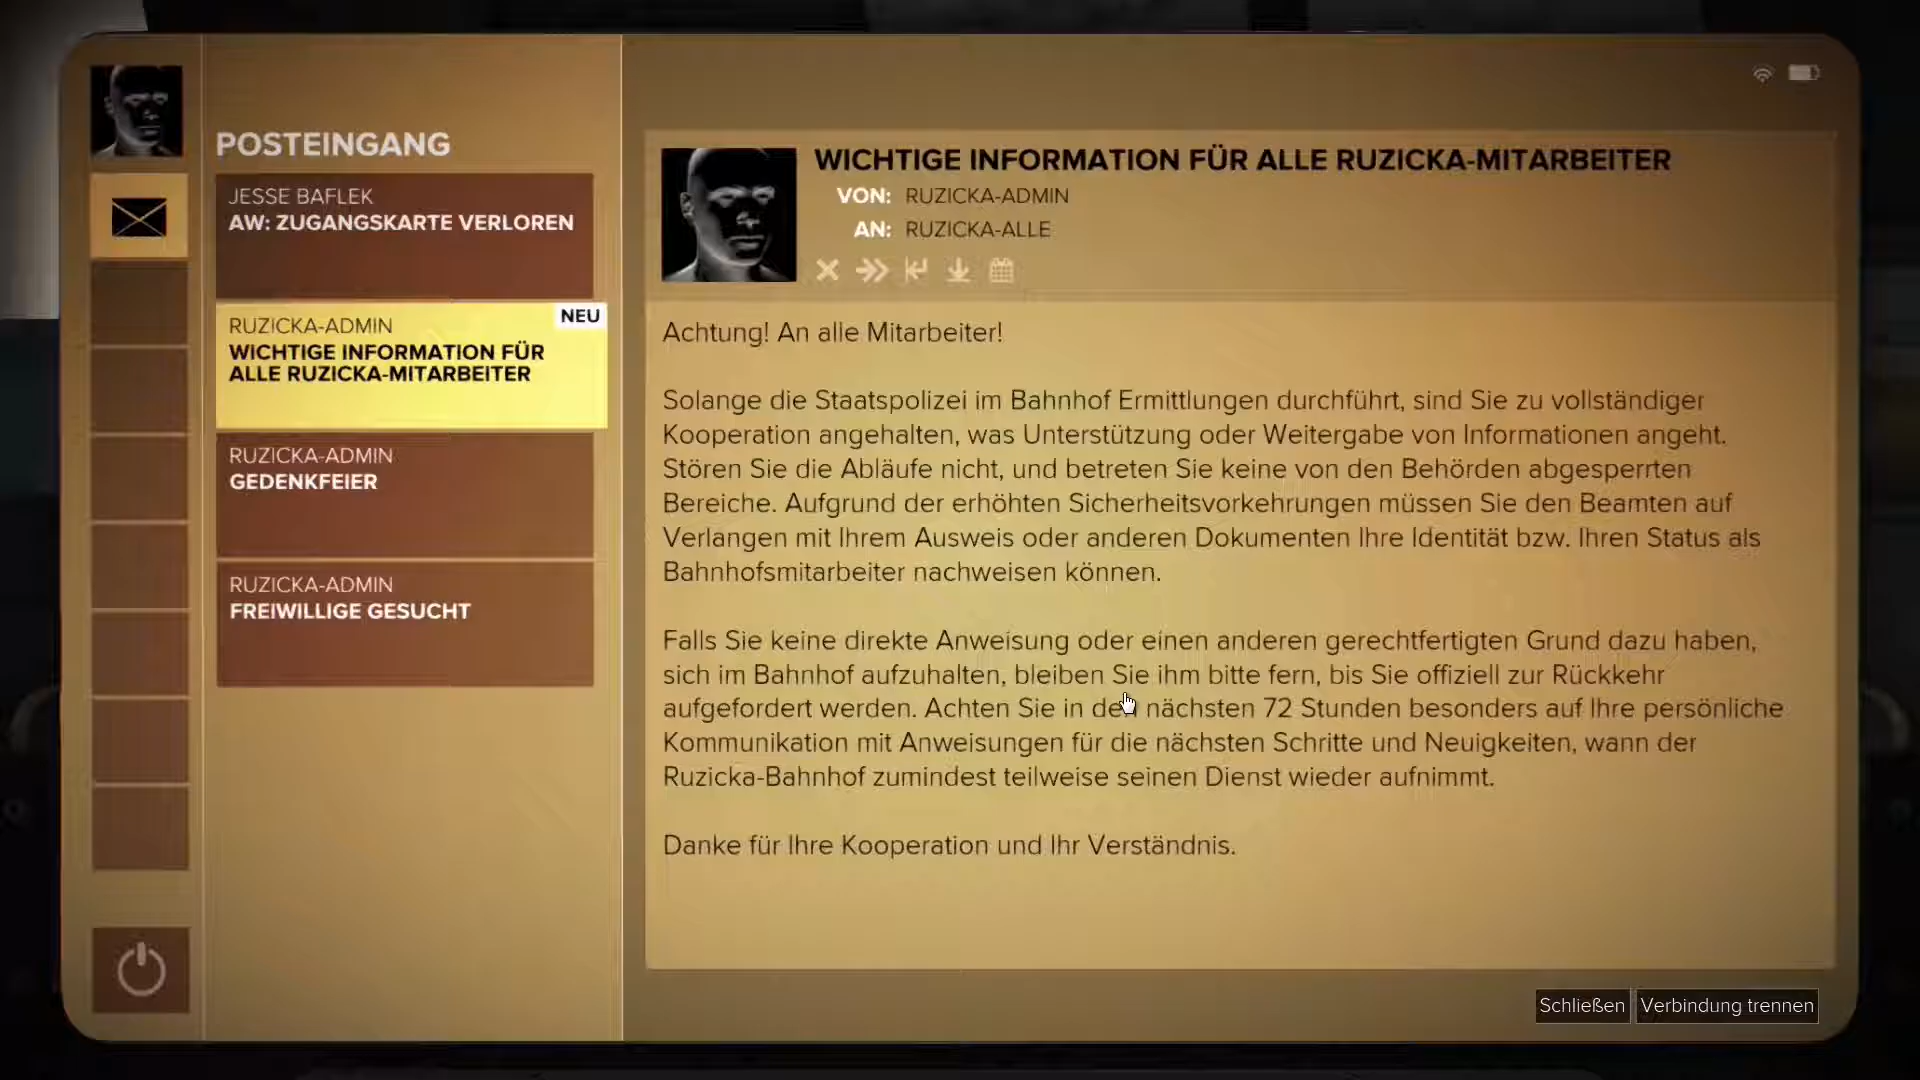 POSTEINGANG
JESSE BAFLEK
AW: ZUGANGSKARTE VERLOREN
NEU
RUZICKA-ADMIN
WICHTIGE INFORMATION FÜR
ALLE RUZICKA-MITARBEITER
RUZICKA-ADMIN
GEDENKFEIER
RUZICKA-ADMIN
FREIWILLIGE GESUCHT
WICHTIGE INFORMATION FÜR ALLE RUZICKA-MITARBEITER
VON: RUZICKA-ADMIN
AN: RUZICKA-ALLE
Achtung! An alle Mitarbeiter!
Solange die Staatspolizei im Bahnhof Ermittlungen durchführt, sind Sie zu vollständiger
Kooperation angehalten, was Unterstützung oder Weitergabe von Informationen angeht.
Stören Sie die Abläufe nicht, und betreten Sie keine von den Behörden abgesperrten
Bereiche. Aufgrund der erhöhten Sicherheitsvorkehrungen müssen Sie den Beamten auf
Verlangen mit Ihrem Ausweis oder anderen Dokumenten Ihre Identität bzw. Ihren Status als
Bahnhofsmitarbeiter nachweisen können.
Falls Sie keine direkte Anweisung oder einen anderen gerechtfertigten Grund dazu haben,
sich im Bahnhof aufzuhalten, bleiben Sie ihm bitte fern, bis Sie offiziell zur Rückkehr
aufgefordert werden. Achten Sie in den nächsten 72 Stunden besonders auf Ihre persönliche
Kommunikation mit Anweisungen für die nächsten Schritte und Neuigkeiten, wann der
Ruzicka-Bahnhof zumindest teilweise seinen Dienst wieder aufnimmt.
Danke für Ihre Kooperation und Ihr Verständnis.
Schließen
Verbindung trennen